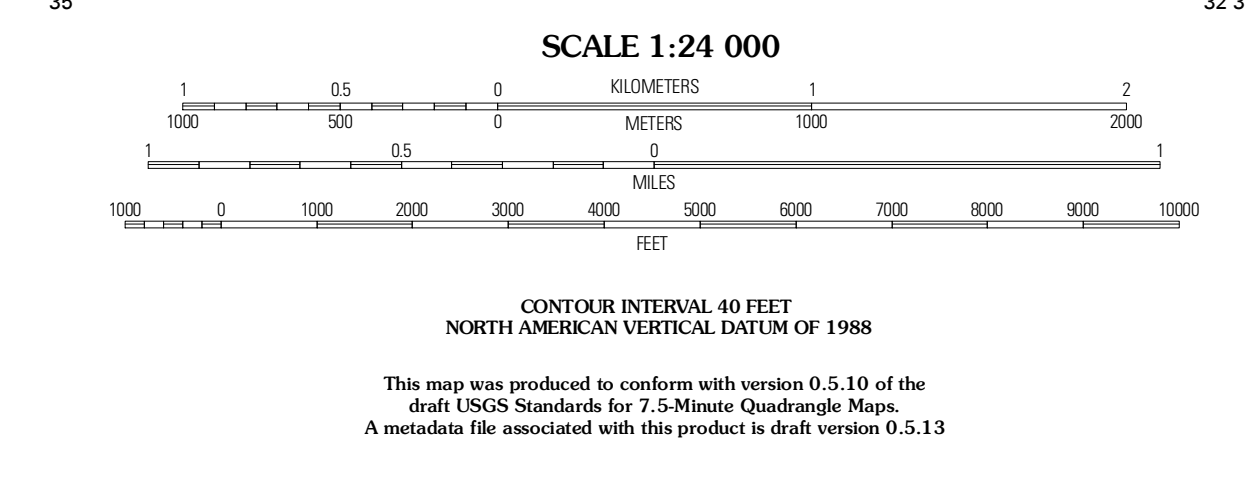 35
32 3
SCALE 1:24 000
1 0.5 0 KILOMETERS 1 2
1000 500 0 METERS 1000 2000
1 0.5 0 1
MILES
1000 0 1000 2000 3000 4000 5000 6000 7000 8000 9000 10000
FEET
CONTOUR INTERVAL 40 FEET
NORTH AMERICAN VERTICAL DATUM OF 1988
This map was produced to conform with version 0.5.10 of the
draft USGS Standards for 7.5-Minute Quadrangle Maps.
A metadata file associated with this product is draft version 0.5.13